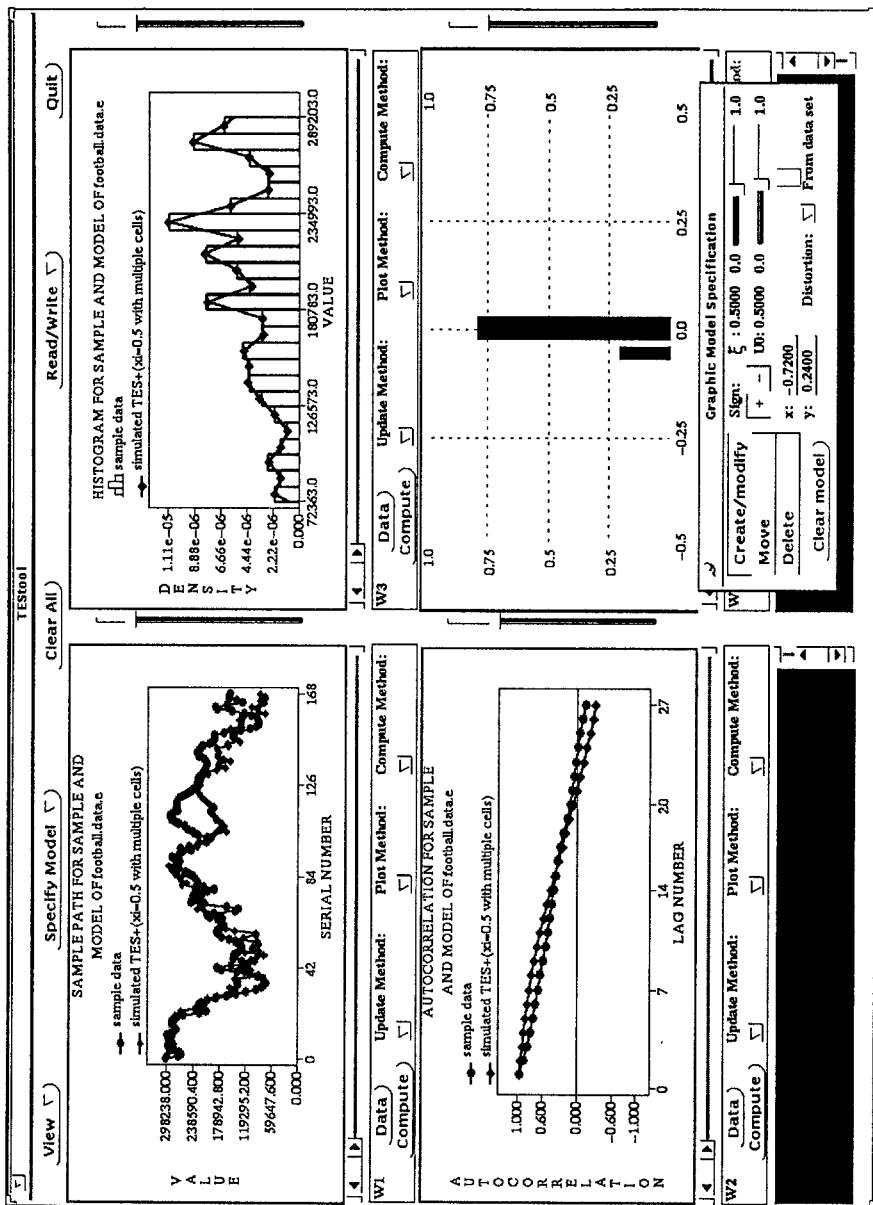 TEStool
View
Specify Model
Clear All
Read/Write
Quit
SAMPLE PATH FOR SAMPLE AND
MODEL OF football.data.e
sample data
simulated TES+(xi=0.5 with multiple cells)
VALUE
298238.000
238590.400
178942.800
119295.200
59647.600
0.000
0
42
84
126
168
SERIAL NUMBER
W1
Data
Update Method:
Plot Method:
Compute Method:
Compute
HISTOGRAM FOR SAMPLE AND MODEL OF football.data.e
sample data
simulated TES+(xi=0.5 with multiple cells)
DENSITY
1.11e-05
8.88e-06
6.66e-06
4.44e-06
2.22e-06
0.000
72363.0
126573.0
180783.0
234993.0
289203.0
VALUE
W3
Data
Update Method:
Plot Method:
Compute Method:
Compute
AUTOCORRELATION FOR SAMPLE
AND MODEL OF football.data.e
sample data
simulated TES+(xi=0.5 with multiple cells)
AUTOCORRELATION
1.000
0.600
0.000
-0.600
-1.000
0
7
14
20
27
LAG NUMBER
W2
Data
Update Method:
Plot Method:
Compute Method:
Compute
1.0
1.0
0.75
0.75
0.5
0.5
0.25
0.25
-0.5
-0.25
0.0
0.25
0.5
W
od:
Graphic Model Specification
Create/modify
Move
Delete
Clear model
Sign:
+
−
ξ : 0.5000 0.0 1.0
U0: 0.5000 0.0 1.0
x: -0.7200
y: 0.2400
Distortion:
From data set